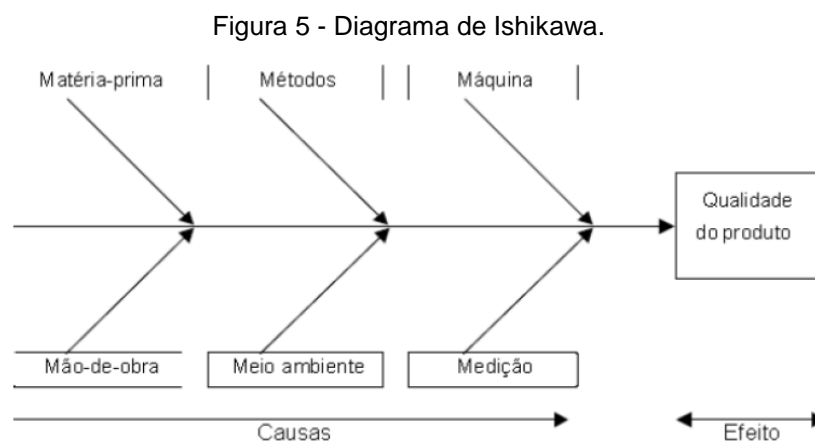 Figura 5 - Diagrama de Ishikawa.
Matéria-prima
Métodos
Máquina
Qualidade
do produto
Mão-de-obra
Meio ambiente
Medição
Causas
Efeito